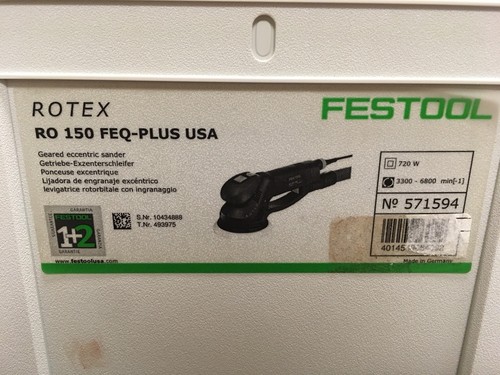 ROTEX
FESTOOL
RO 150 FEQ-PLUS USA
Geared eccentric sander
Getriebe-Exzenterschleifer
Ponceuse excentrique
Lijadora de engranaje excéntrico
levigatrice rotorbitale con ingranaggio
720 W
3300 - 6800 min[-1]
№ 571594
GARANTIE
FESTOOL
1+2
S.Nr. 10434888
T.Nr. 493975
www.festoolusa.com
Made in Germany